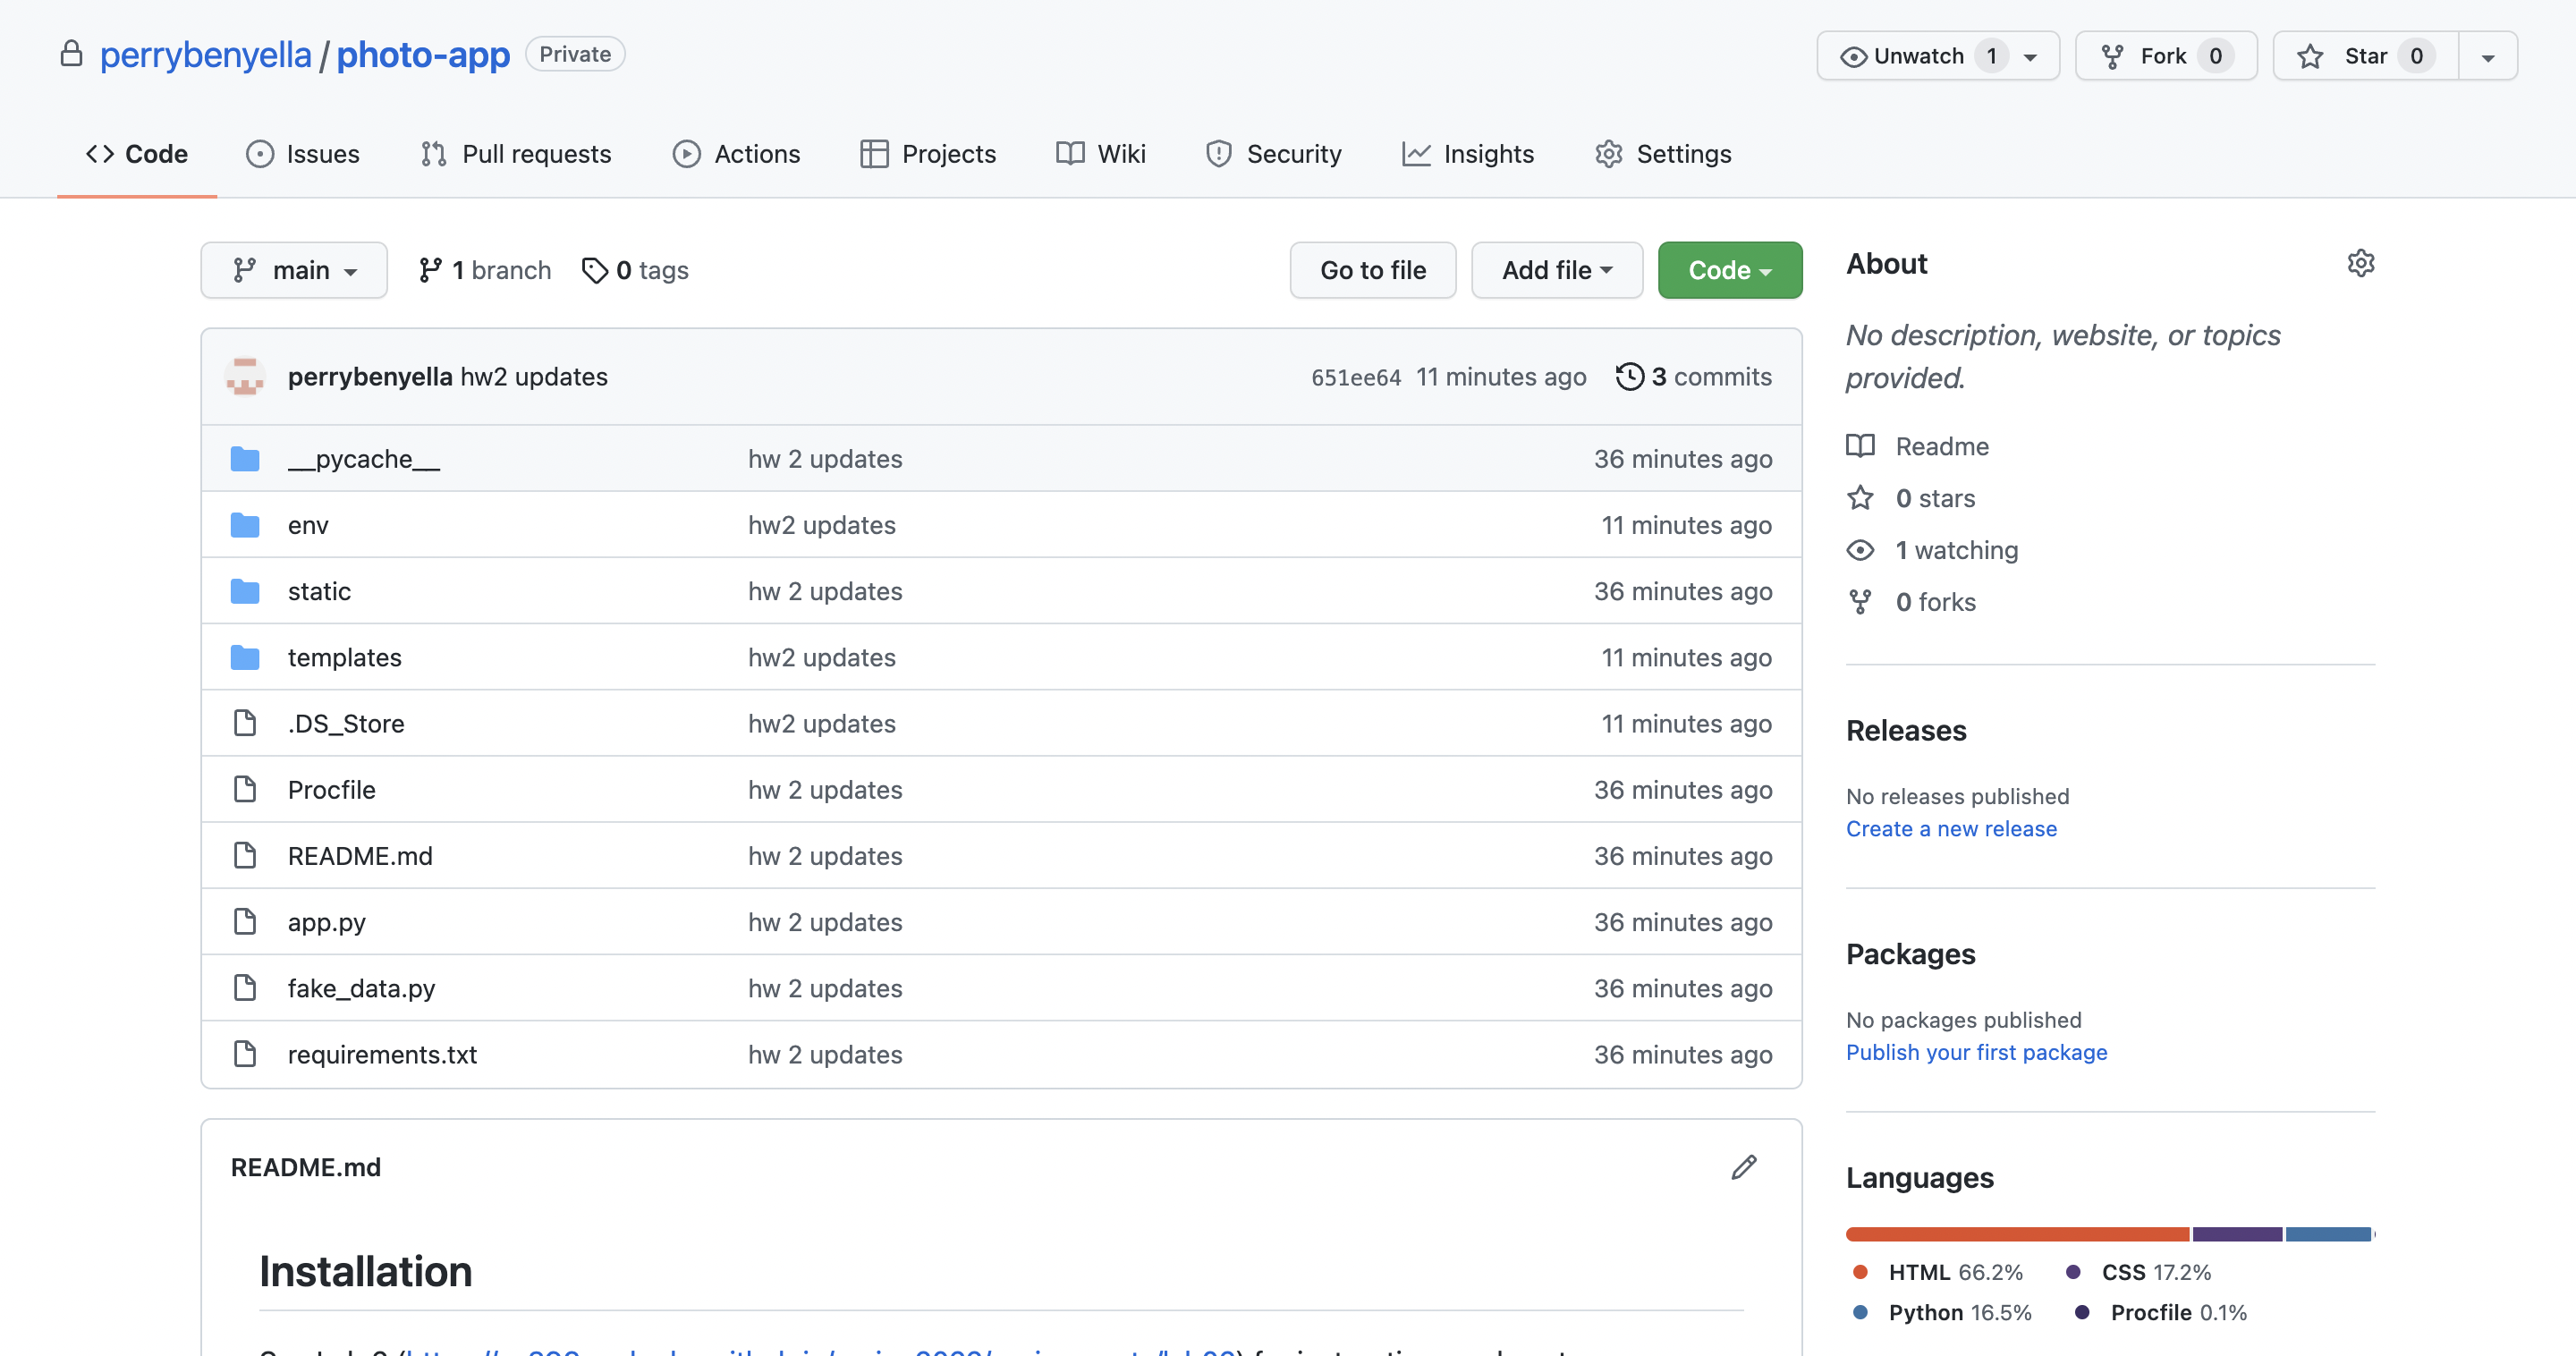 perrybenyella / photo-app Private
Unwatch 1 Fork 0 Star 0
Code Issues Pull requests Actions Projects Wiki Security Insights Settings
main 1 branch 0 tags Go to file Add file Code
perrybenyella hw2 updates 651ee64 11 minutes ago 3 commits
__pycache__ hw 2 updates 36 minutes ago
env hw2 updates 11 minutes ago
static hw 2 updates 36 minutes ago
templates hw2 updates 11 minutes ago
.DS_Store hw2 updates 11 minutes ago
Procfile hw 2 updates 36 minutes ago
README.md hw 2 updates 36 minutes ago
app.py hw 2 updates 36 minutes ago
fake_data.py hw 2 updates 36 minutes ago
requirements.txt hw 2 updates 36 minutes ago
README.md
Installation
About
No description, website, or topics
provided.
Readme
0 stars
1 watching
0 forks
Releases
No releases published
Create a new release
Packages
No packages published
Publish your first package
Languages
HTML 66.2% CSS 17.2%
Python 16.5% Procfile 0.1%